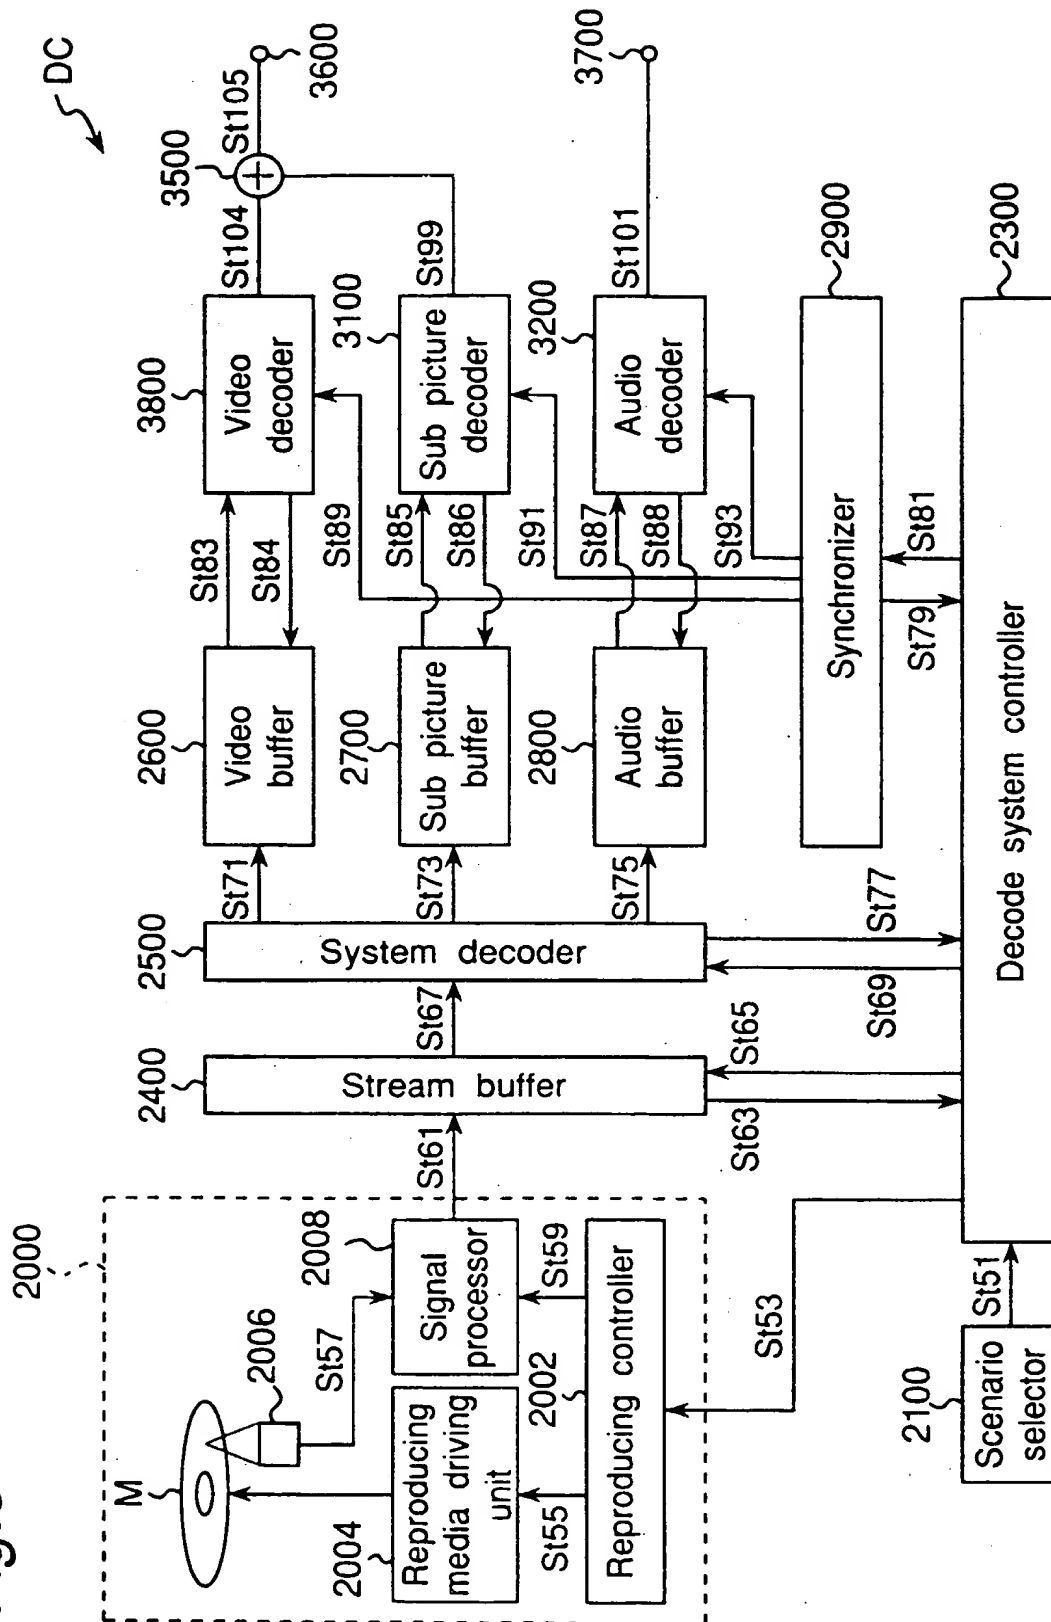 DC
2000
M
2006
St57
2008
Signal
processor
2004
Reproducing
media driving
unit
St55
2002
St59
Reproducing controller
St53
2100
Scenario
selector
St51
St61
2400
Stream buffer
St63
St65
St67
2500
System decoder
St69
St77
St71
St73
St75
2600
Video
buffer
2700
Sub picture
buffer
2800
Audio
buffer
St83
St84
St89
St85
St86
St91
St87
St88
St93
3800
Video
decoder
3100
Sub picture
decoder
3200
Audio
decoder
St104
3500
+
St105
3600
St99
St101
3700
Synchronizer
2900
St79
St81
Decode system controller
2300